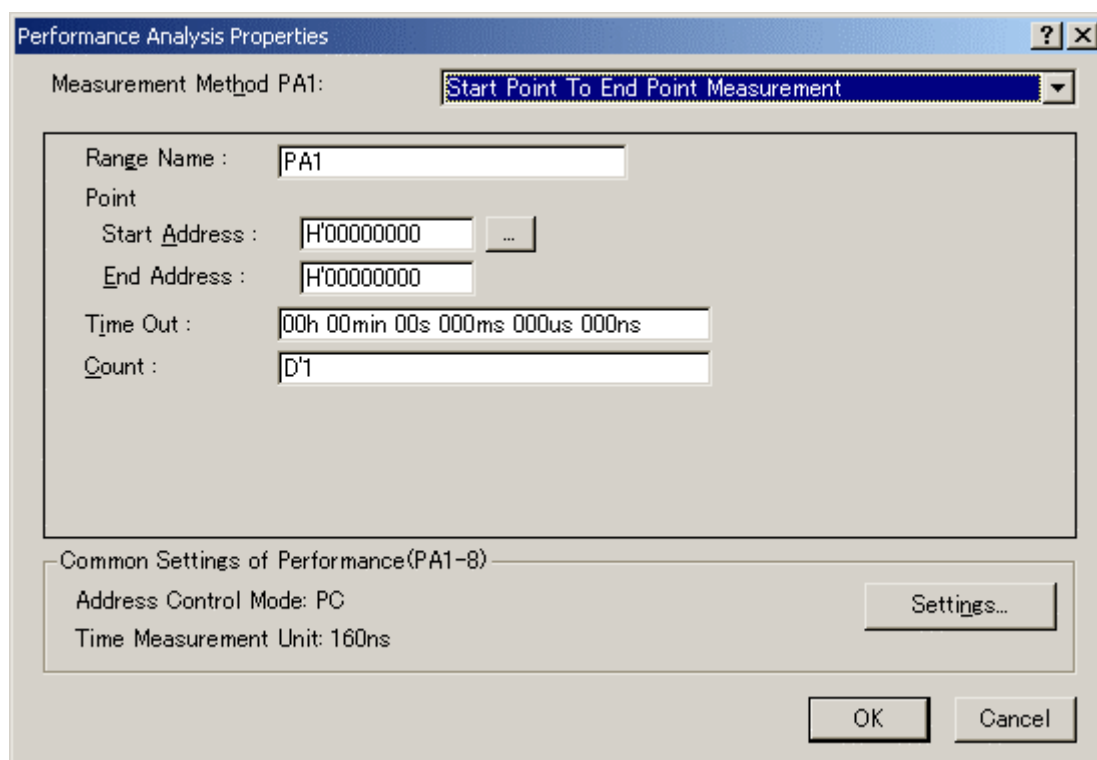 Performance Analysis Properties
Measurement Method PA1: Start Point To End Point Measurement
Range Name : PA1
Point
Start Address : H'00000000 ...
End Address : H'00000000
Time Out : 00h 00min 00s 000ms 000us 000ns
Count : D'1
Common Settings of Performance(PA1-8)
Address Control Mode: PC
Settings...
Time Measurement Unit: 160ns
OK Cancel